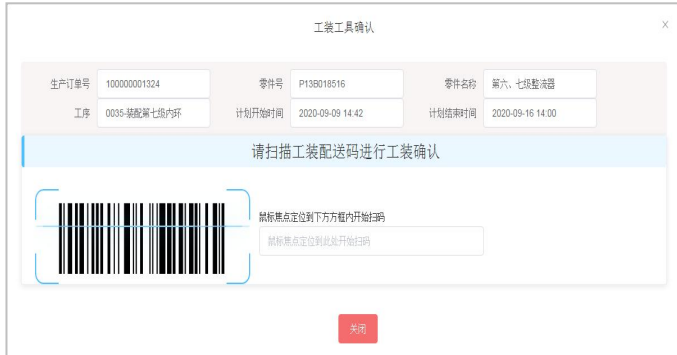 工装工具确认 X
生产订单号 100000001324 零件号 P13B018516 零件名称 第六、七级整流器
工序 0035-装配第七级内环 计划开始时间 2020-09-09 14:42 计划结束时间 2020-09-16 14:00
请扫描工装配送码进行工装确认
鼠标焦点定位到下方方框内开始扫码
鼠标焦点定位到此处开始扫码
关闭